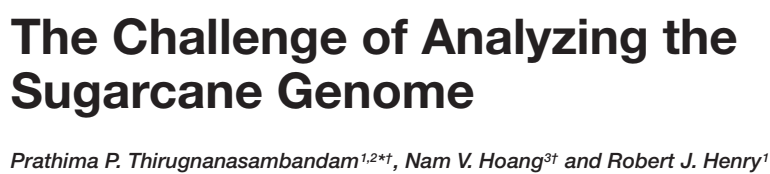 The Challenge of Analyzing the
Sugarcane Genome
Prathima P. Thirugnanasambandam1,2*†, Nam V. Hoang3† and Robert J. Henry1